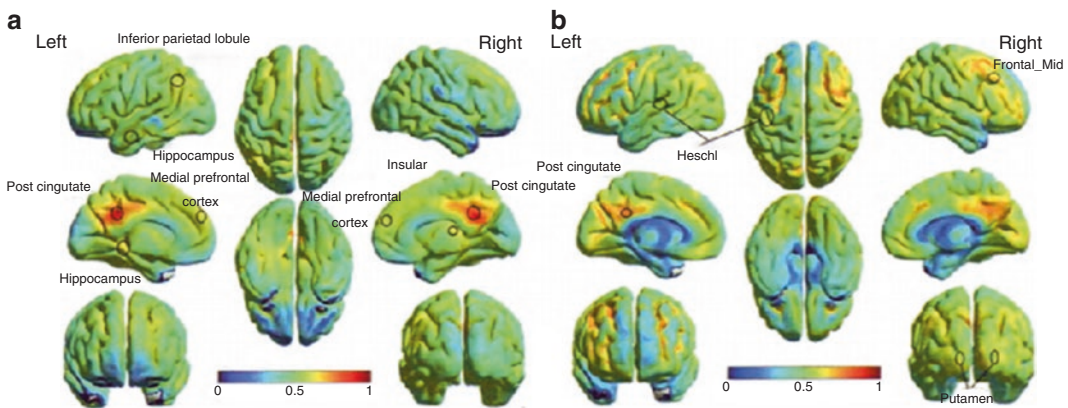 a
Left
Inferior parietad lobule
Right
Hippocampus
Insular
Post cingutate
Medial prefrontal
cortex
Medial prefrontal
cortex
Post cingutate
Hippocampus
0
0.5
1
b
Left
Right
Frontal_Mid
Heschl
Post cingutate
0
0.5
1
Putamen